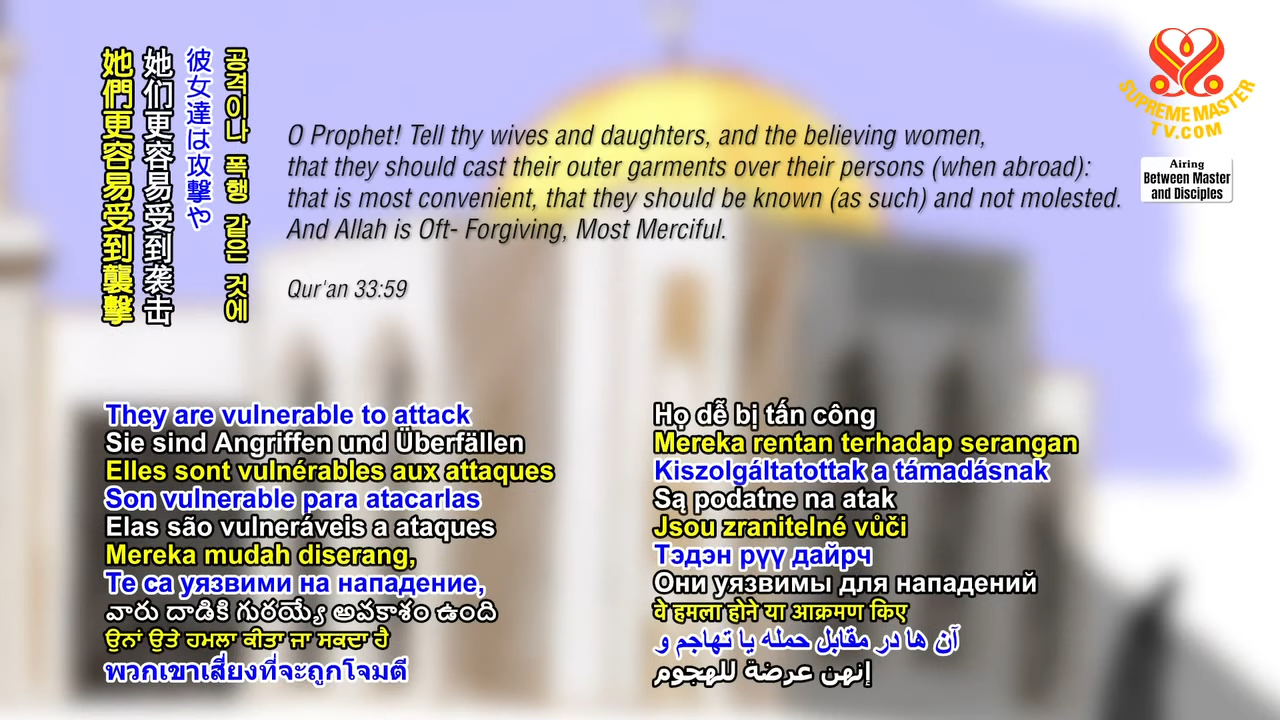 她們更容易受到襲擊
她们更容易受到袭击
彼女達は攻撃や
공격이나 폭행 같은 것에
O Prophet! Tell thy wives and daughters, and the believing women,
that they should cast their outer garments over their persons (when abroad):
that is most convenient, that they should be known (as such) and not molested.
And Allah is Oft- Forgiving, Most Merciful.
Qur'an 33:59
SUPREME MASTER
TV.COM
Airing
Between Master
and Disciples
They are vulnerable to attack
Sie sind Angriffen und Überfällen
Elles sont vulnérables aux attaques
Son vulnerable para atacarlas
Elas são vulneráveis a ataques
Mereka mudah diserang,
Те са уязвими на нападение,
వారు దాడికి గురయ్యే అవకాశం ఉంది
ਉਨਾਂ ਉਤੇ ਹਮਲਾ ਕੀਤਾ ਜਾ ਸਕਦਾ ਹੈ
พวกเขาเสี่ยงที่จะถูกโจมตี
Họ dễ bị tấn công
Mereka rentan terhadap serangan
Kiszolgáltatottak a támadásnak
Są podatne na atak
Jsou zranitelné vůči
Тэдэн рүү дайрч
Они уязвимы для нападений
वे हमला होने या आक्रमण किए
آن ها در مقابل حمله یا تهاجم و
إنهن عرضة للهجوم